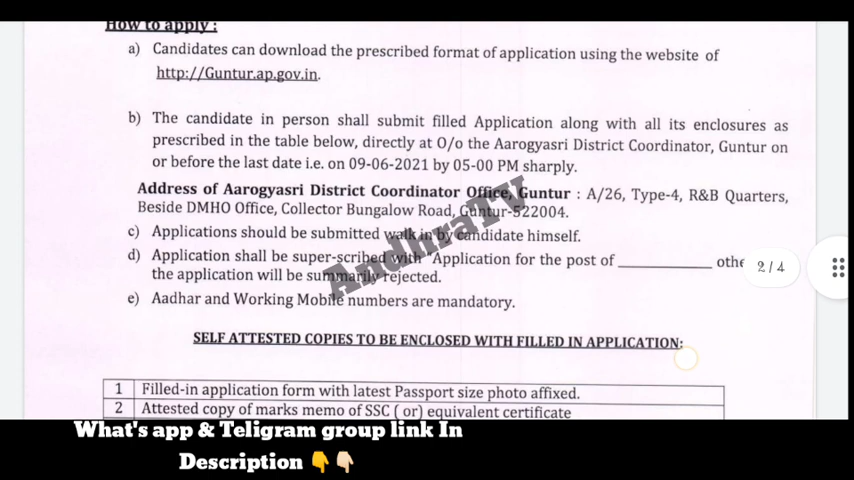 How to apply :
a) Candidates can download the prescribed format of application using the website of
http://Guntur.ap.gov.in.
b) The candidate in person shall submit filled Application along with all its enclosures as
prescribed in the table below, directly at O/o the Aarogyasri District Coordinator, Guntur on
or before the last date i.e. on 09-06-2021 by 05-00 PM sharply.
Address of Aarogyasri District Coordinator Office, Guntur : A/26, Type-4, R&B Quarters,
Beside DMHO Office, Collector Bungalow Road, Guntur-522004.
c) Applications should be submitted walk in by candidate himself.
d) Application shall be super-scribed with "Application for the post of __________ othe
the application will be summarily rejected.
2 / 4
e) Aadhar and Working Mobile numbers are mandatory.
AndhraTV
SELF ATTESTED COPIES TO BE ENCLOSED WITH FILLED IN APPLICATION:
1 Filled-in application form with latest Passport size photo affixed.
2 Attested copy of marks memo of SSC ( or) equivalent certificate
What's app & Teligram group link In
Description 👇👇🏻